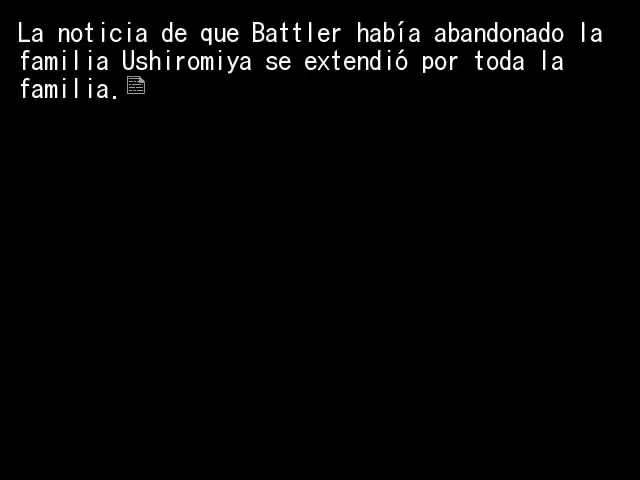 La noticia de que Battler había abandonado la
familia Ushiromiya se extendió por toda la
familia.